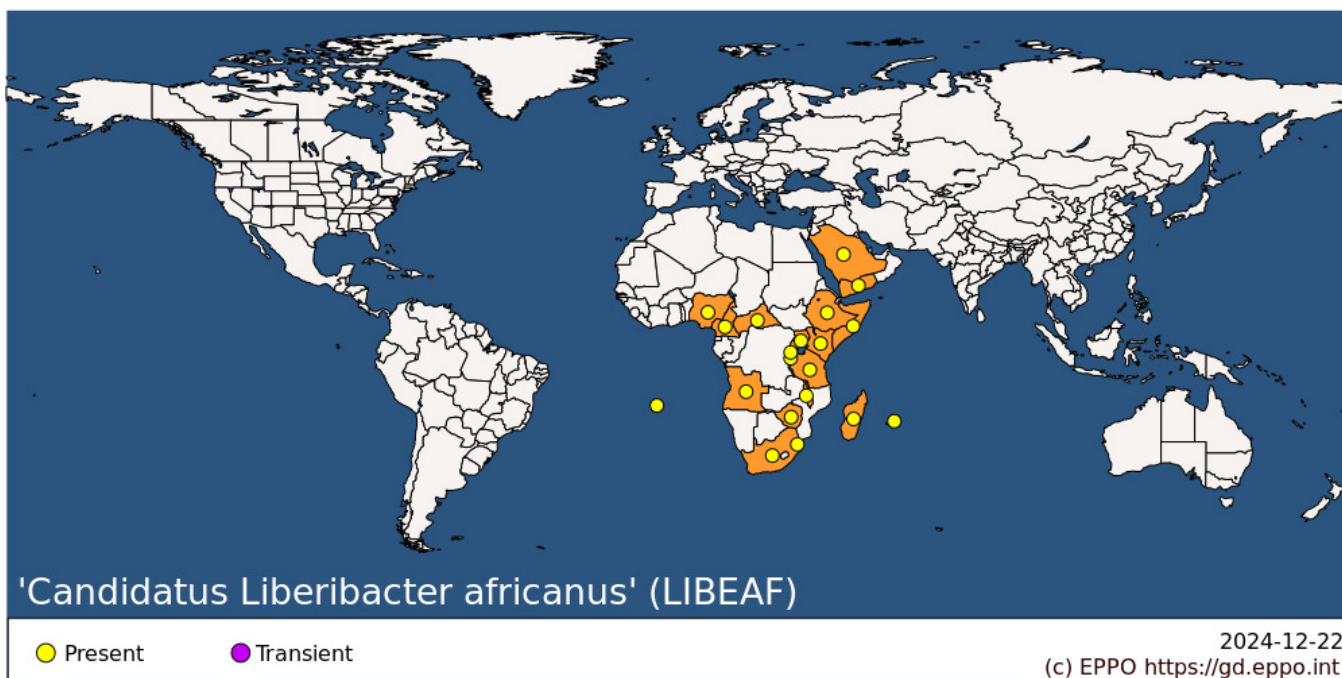 'Candidatus Liberibacter africanus' (LIBEAF)
Present
Transient
2024-12-22
(c) EPPO https://gd.eppo.int